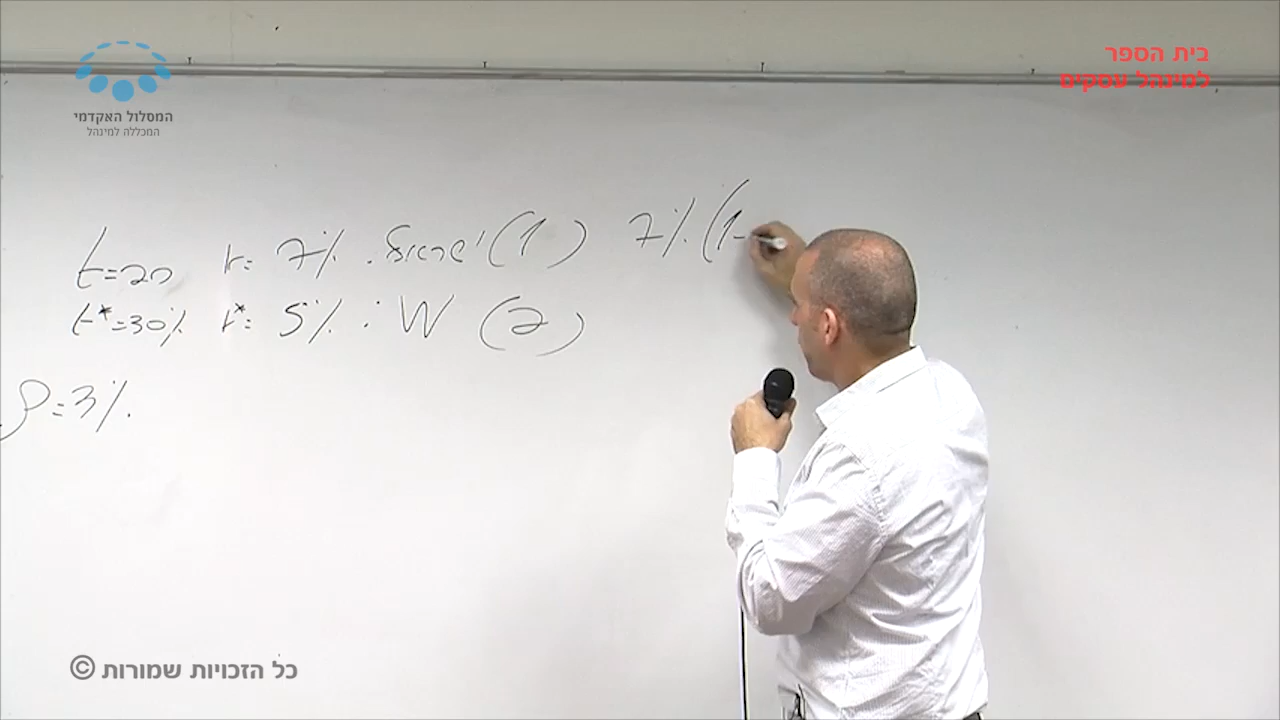 בית הספר
למינהל עסקים
המסלול האקדמי
המכללה למינהל
t=20 r= 7% . ישראל (1) 7% (1-
t*=30% r*= 5% : W (2)
ρ=3%.
כל הזכויות שמורות ©